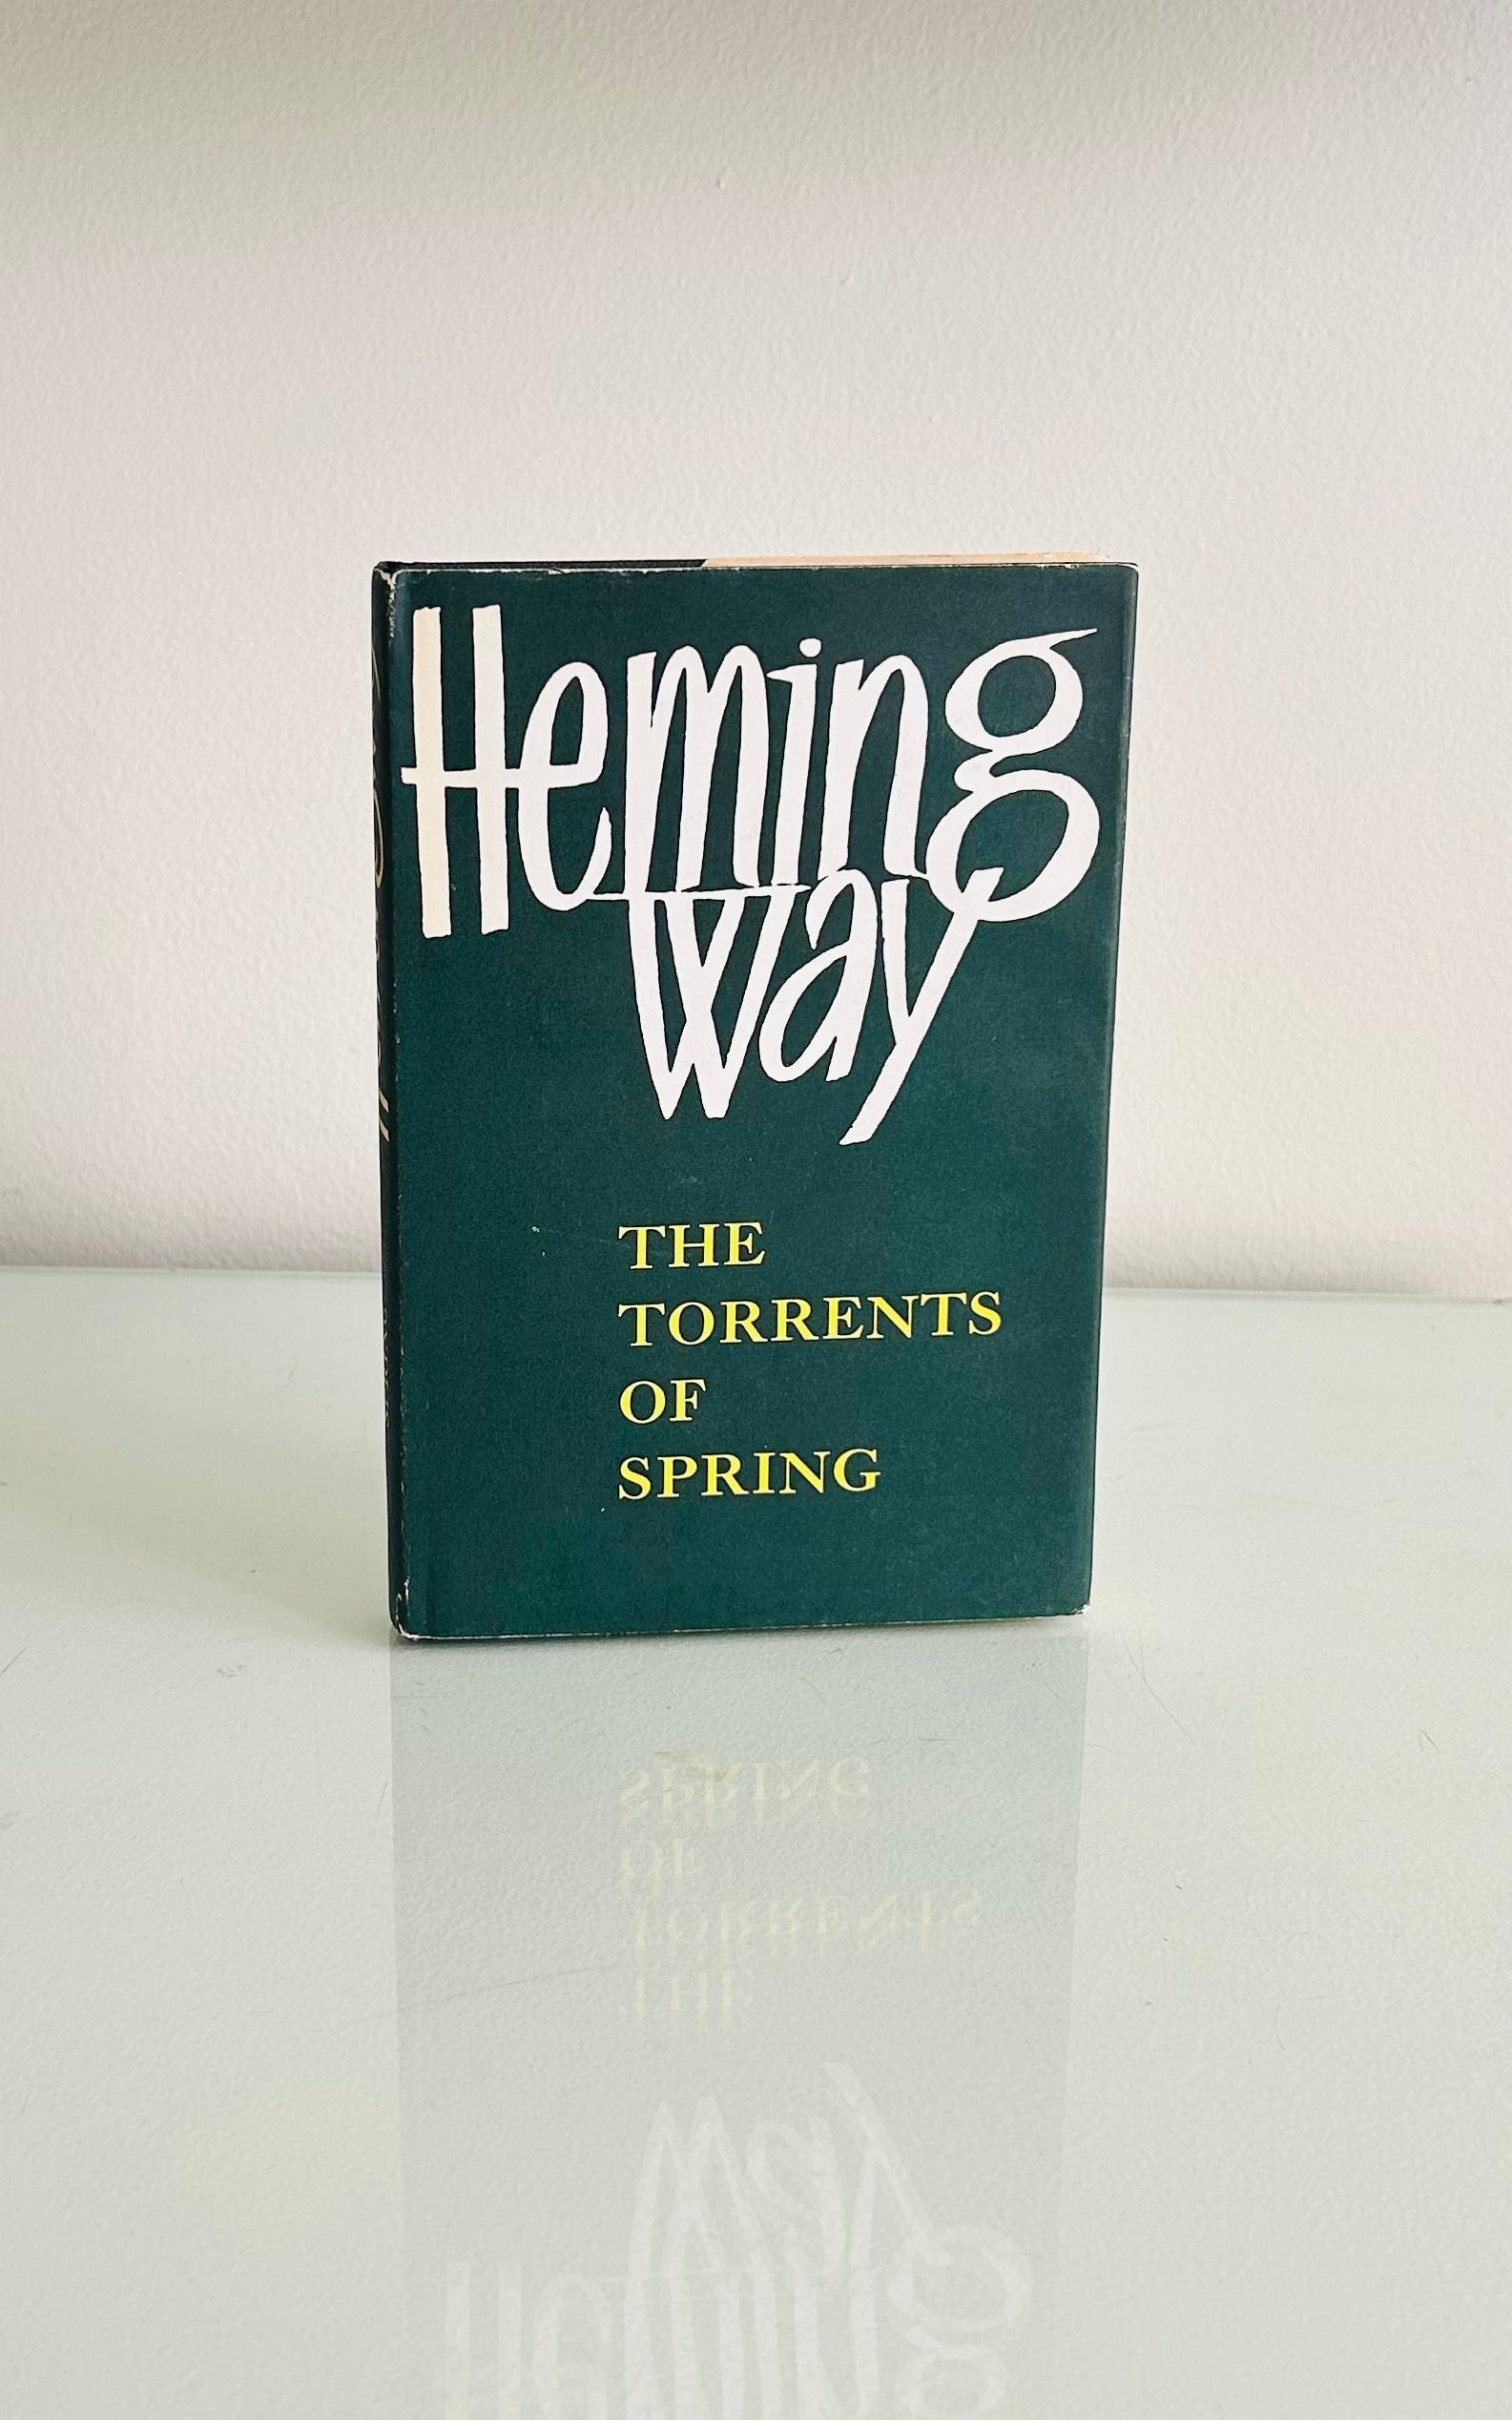 Heming
way
THE
TORRENTS
OF
SPRING